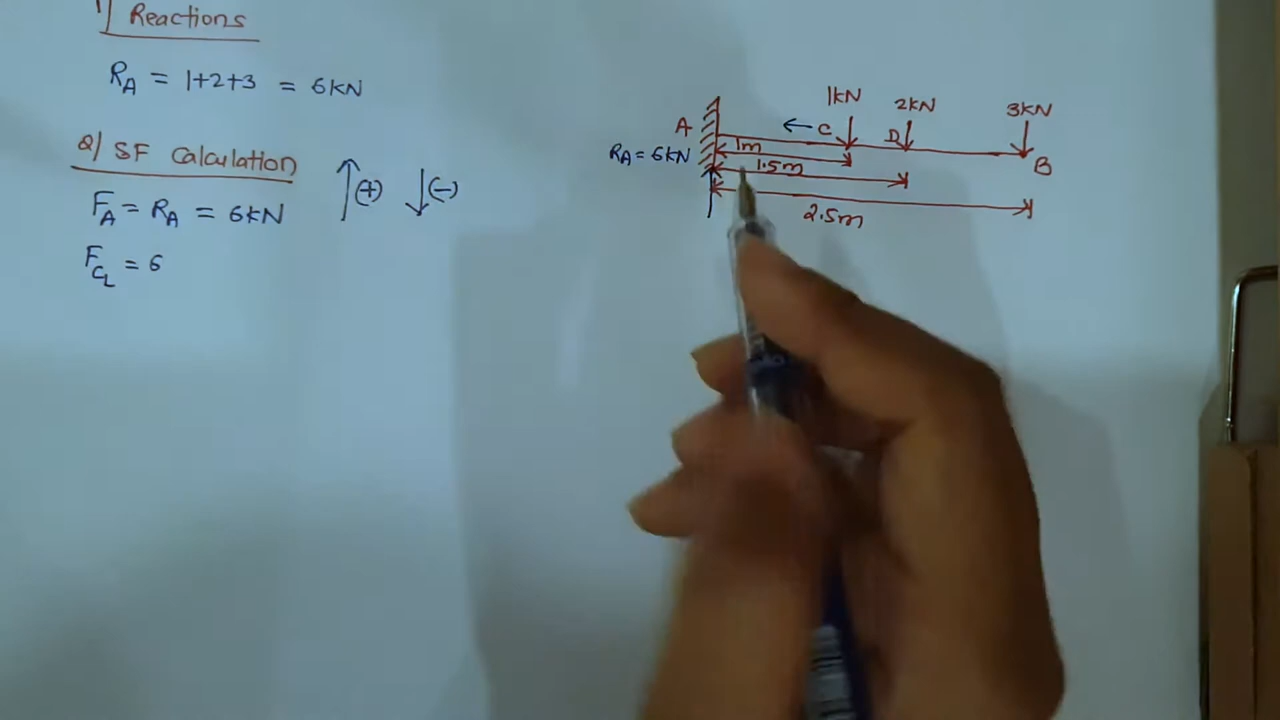 1) Reactions
RA = 1+2+3 = 6kN
2) SF Calculation
(+) (-)
FA = RA = 6kN
FCL = 6
1kN 2kN 3kN
A C D B
RA = 6kN
1m
1.5m
2.5m